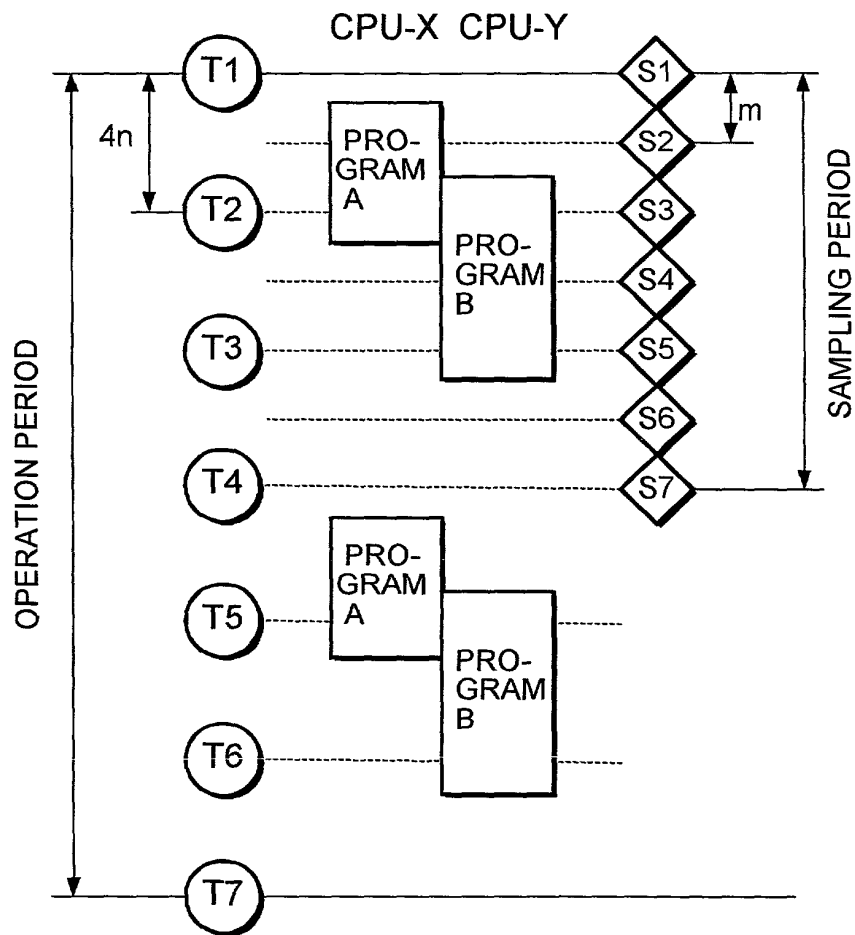 CPU-X CPU-Y
T1
S1
4n
m
S2
PRO-
GRAM
A
T2
S3
PRO-
GRAM
B
S4
T3
S5
S6
T4
S7
OPERATION PERIOD
SAMPLING PERIOD
PRO-
GRAM
A
T5
PRO-
GRAM
B
T6
T7